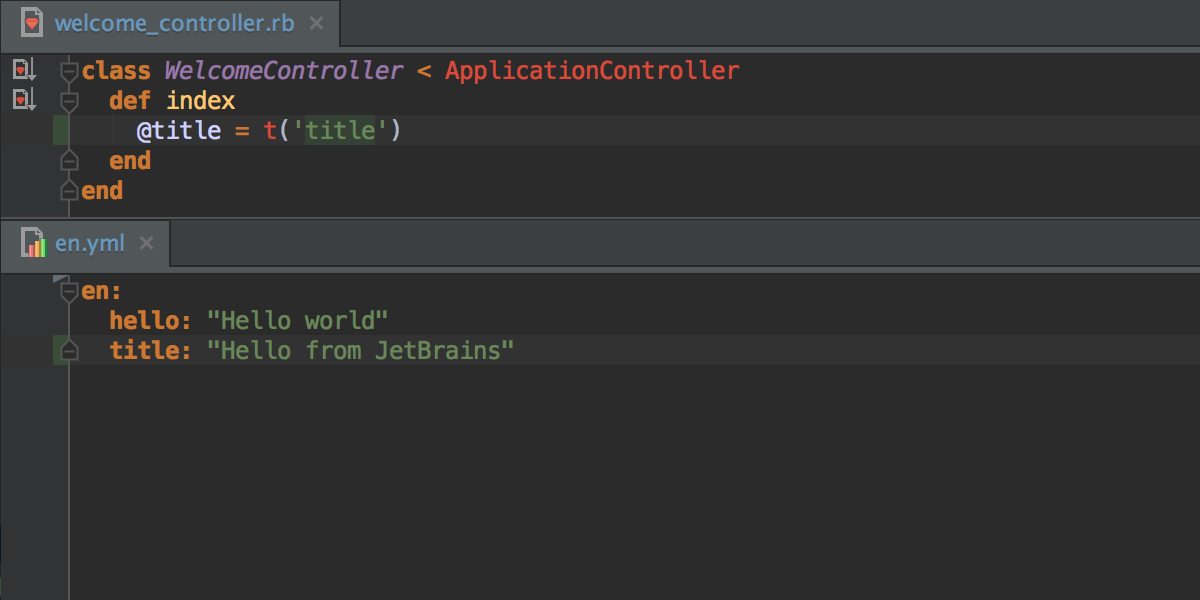 welcome_controller.rb
class WelcomeController < ApplicationController
  def index
    @title = t('title')
  end
end
en.yml
en:
  hello: "Hello world"
  title: "Hello from JetBrains"